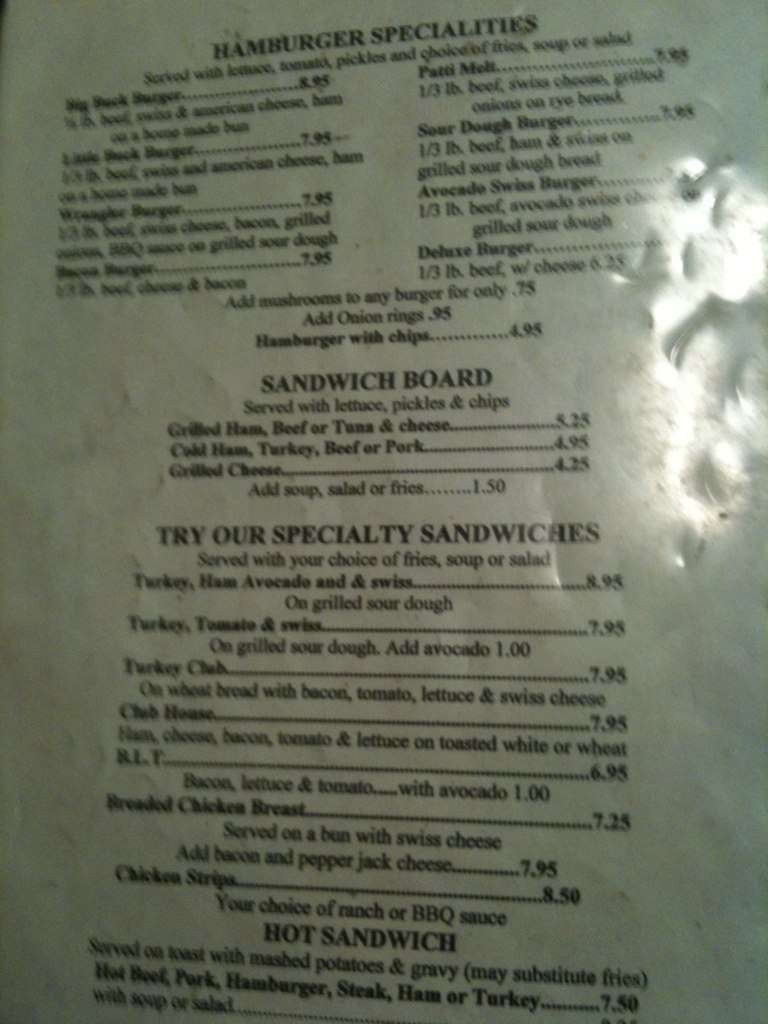 HAMBURGER SPECIALITIES
Served with lettuce, tomato, pickles and choice of fries, soup or salad
Big Buck Burger........................8.95
beef, swiss & american cheese, ham
on a home made bun
Little Buck Burger......................7.95
1/3 lb. beef, swiss and american cheese, ham
on a home made bun
Wrangler Burger........................7.95
1/3 lb. beef, swiss cheese, bacon, grilled
onions, BBQ sauce on grilled sour dough
Bacon Burger............................7.95
1/3 lb. beef, cheese & bacon
Patti Melt..............................7.95
1/3 lb. beef, swiss cheese, grilled
onions on rye bread
Sour Dough Burger...............7.95
1/3 lb. beef, ham & swiss on
grilled sour dough bread
Avocado Swiss Burger............
1/3 lb. beef, avocado swiss
grilled sour dough
Deluxe Burger......................
1/3 lb. beef, w/ cheese 6.25
Add mushrooms to any burger for only .75
Add Onion rings .95
Hamburger with chips.............4.95
SANDWICH BOARD
Served with lettuce, pickles & chips
Grilled Ham, Beef or Tuna & cheese.....................5.25
Cold Ham, Turkey, Beef or Pork..........................4.95
Grilled Cheese.......................................................4.25
Add soup, salad or fries........1.50
TRY OUR SPECIALTY SANDWICHES
Served with your choice of fries, soup or salad
Turkey, Ham Avocado and & swiss...................................8.95
On grilled sour dough
Turkey, Tomato & swiss.....................................................7.95
On grilled sour dough. Add avocado 1.00
Turkey Club........................................................................7.95
On wheat bread with bacon, tomato, lettuce & swiss cheese
Club House..........................................................................7.95
Ham, cheese, bacon, tomato & lettuce on toasted white or wheat
B.L.T...................................................................................6.95
Bacon, lettuce & tomato.....with avocado 1.00
Breaded Chicken Breast.........................................................7.25
Served on a bun with swiss cheese
Add bacon and pepper jack cheese.............7.95
Chicken Strips..............................................................8.50
Your choice of ranch or BBQ sauce
HOT SANDWICH
Served on toast with mashed potatoes & gravy (may substitute fries)
Hot Beef, Pork, Hamburger, Steak, Ham or Turkey............7.50
with soup or salad